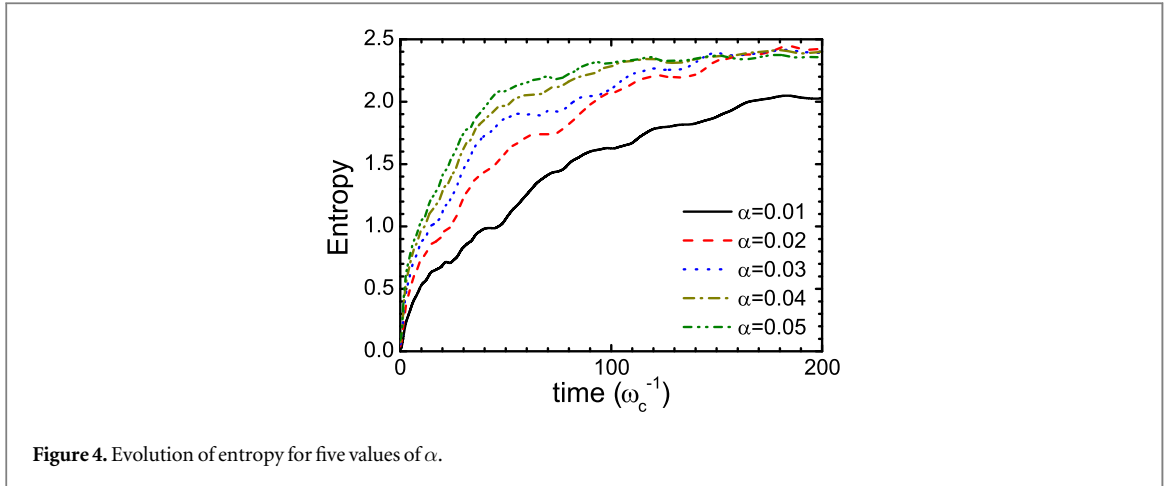 2.5
2.0
1.5
1.0
0.5
0.0
Entropy
α=0.01
α=0.02
α=0.03
α=0.04
α=0.05
0 100 200
time (ω_c^-1)
Figure 4. Evolution of entropy for five values of α.